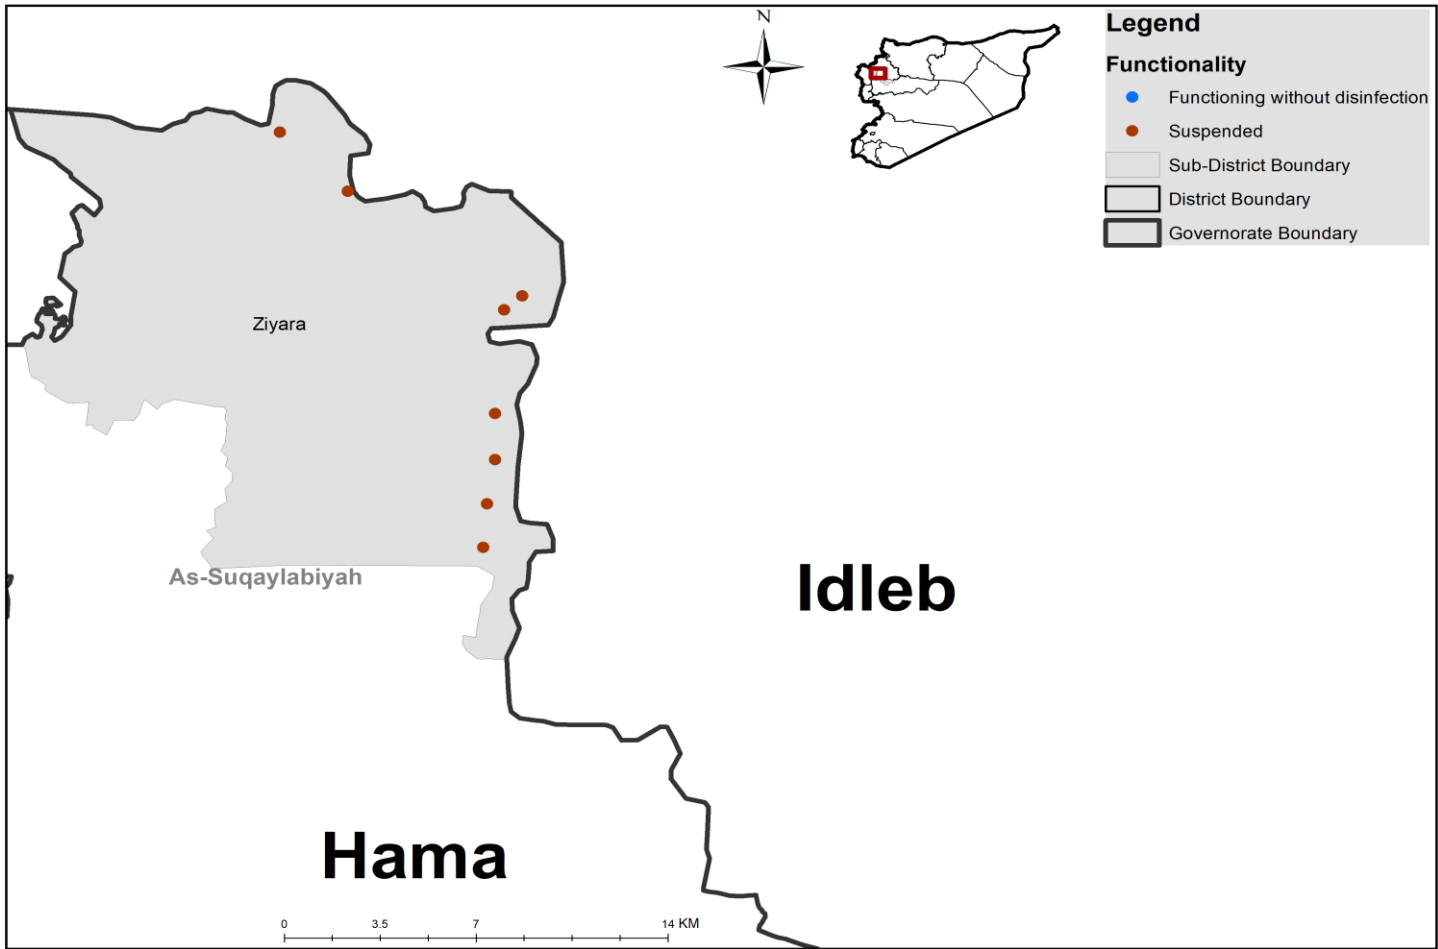 N
Legend
Functionality
Functioning without disinfection
Suspended
Sub-District Boundary
District Boundary
Governorate Boundary
Ziyara
As-Suqaylabiyah
Idleb
Hama
0 3.5 7 14 KM